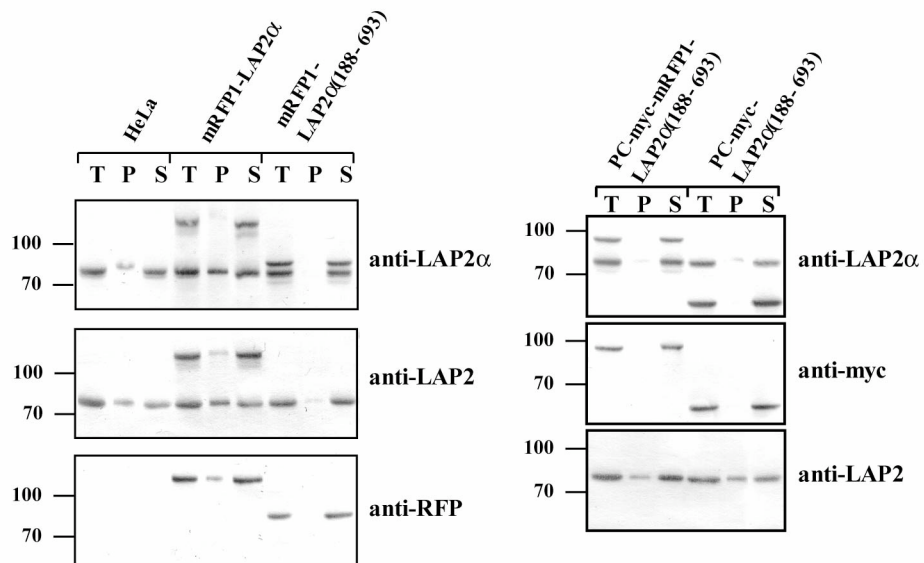 HeLa
mRFP1-LAP2α
mRFP1-
LAP2α(188-693)
T P S T P S T P S
100
70
anti-LAP2α
100
70
anti-LAP2
100
70
anti-RFP
PC-myc-mRFP1-
LAP2α(188-693)
PC-myc-
LAP2α(188-693)
T P S T P S
100
70
anti-LAP2α
100
70
anti-myc
100
70
anti-LAP2